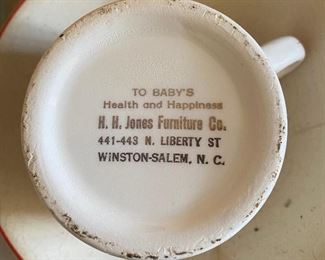 TO BABY'S
Health and Happiness
H. H. Jones Furniture Co.
441-443 N. LIBERTY ST
WINSTON-SALEM, N. C.